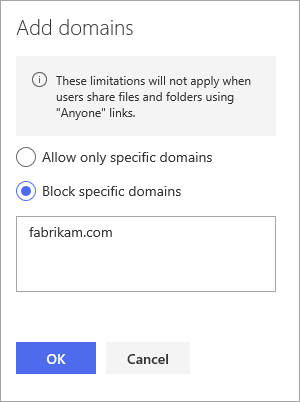 Add domains
These limitations will not apply when
users share files and folders using
"Anyone" links.
Allow only specific domains
Block specific domains
fabrikam.com
OK
Cancel